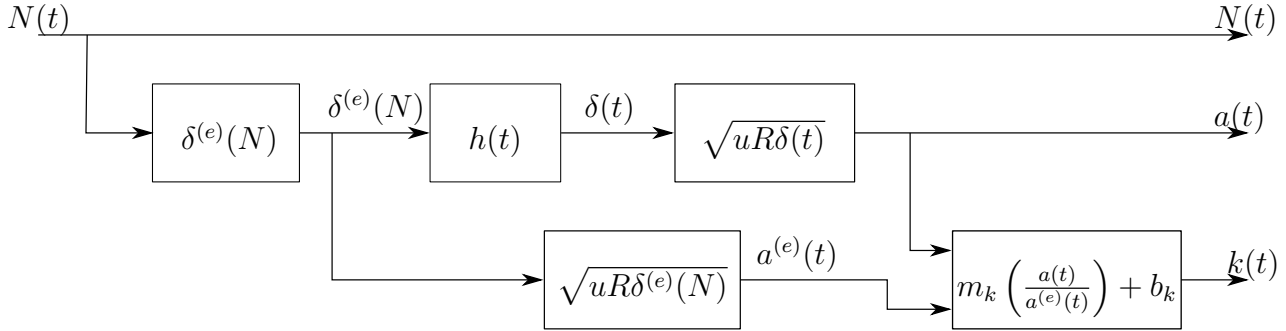 N(t) N(t)
δ^(e)(N) δ(t) a(t)
δ^(e)(N) h(t) √(uRδ(t))
a^(e)(t)
√(uRδ^(e)(N)) m_k (a(t)/a^(e)(t)) + b_k k(t)